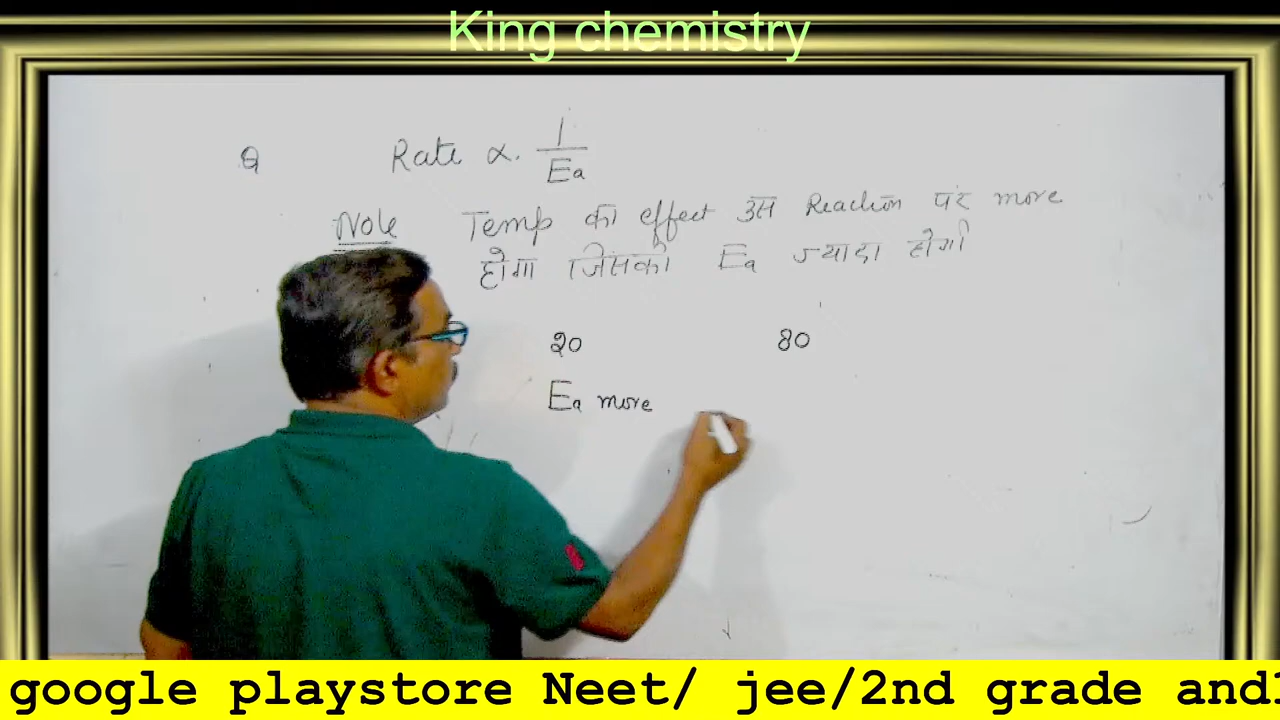 King chemistry
Q Rate α. 1/Ea
Note Temp का effect उस Reaction पर more
होगा जिसकी Ea ज्यादा होगी
20 80
Ea more
google playstore Neet/ jee/2nd grade and